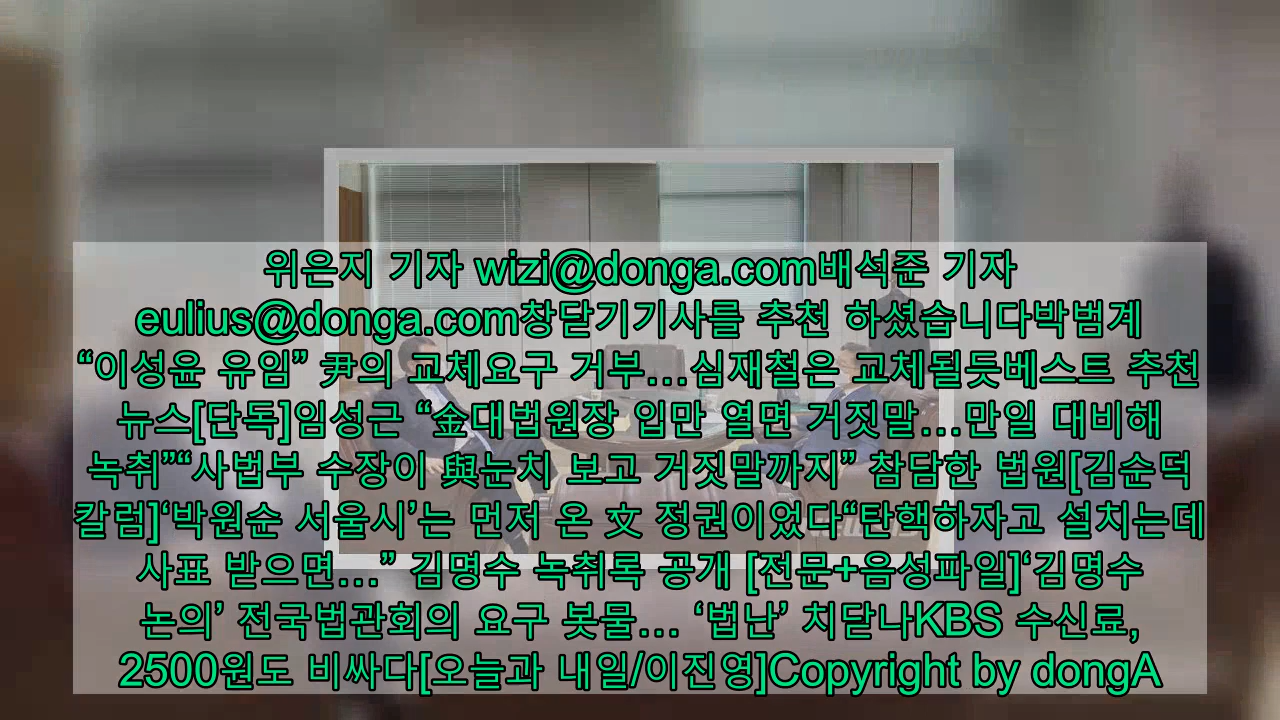 위은지 기자 wizi@donga.com배석준 기자
eulius@donga.com창닫기기사를 추천 하셨습니다박범계
“이성윤 유임” 尹의 교체요구 거부…심재철은 교체될듯베스트 추천
뉴스[단독]임성근 “金대법원장 입만 열면 거짓말…만일 대비해
녹취”“사법부 수장이 與눈치 보고 거짓말까지” 참담한 법원[김순덕
칼럼]‘박원순 서울시’는 먼저 온 文 정권이었다“탄핵하자고 설치는데
사표 받으면…” 김명수 녹취록 공개 [전문+음성파일]‘김명수
논의’ 전국법관회의 요구 봇물… ‘법난’ 치닫나KBS 수신료,
2500원도 비싸다[오늘과 내일/이진영]Copyright by dongA